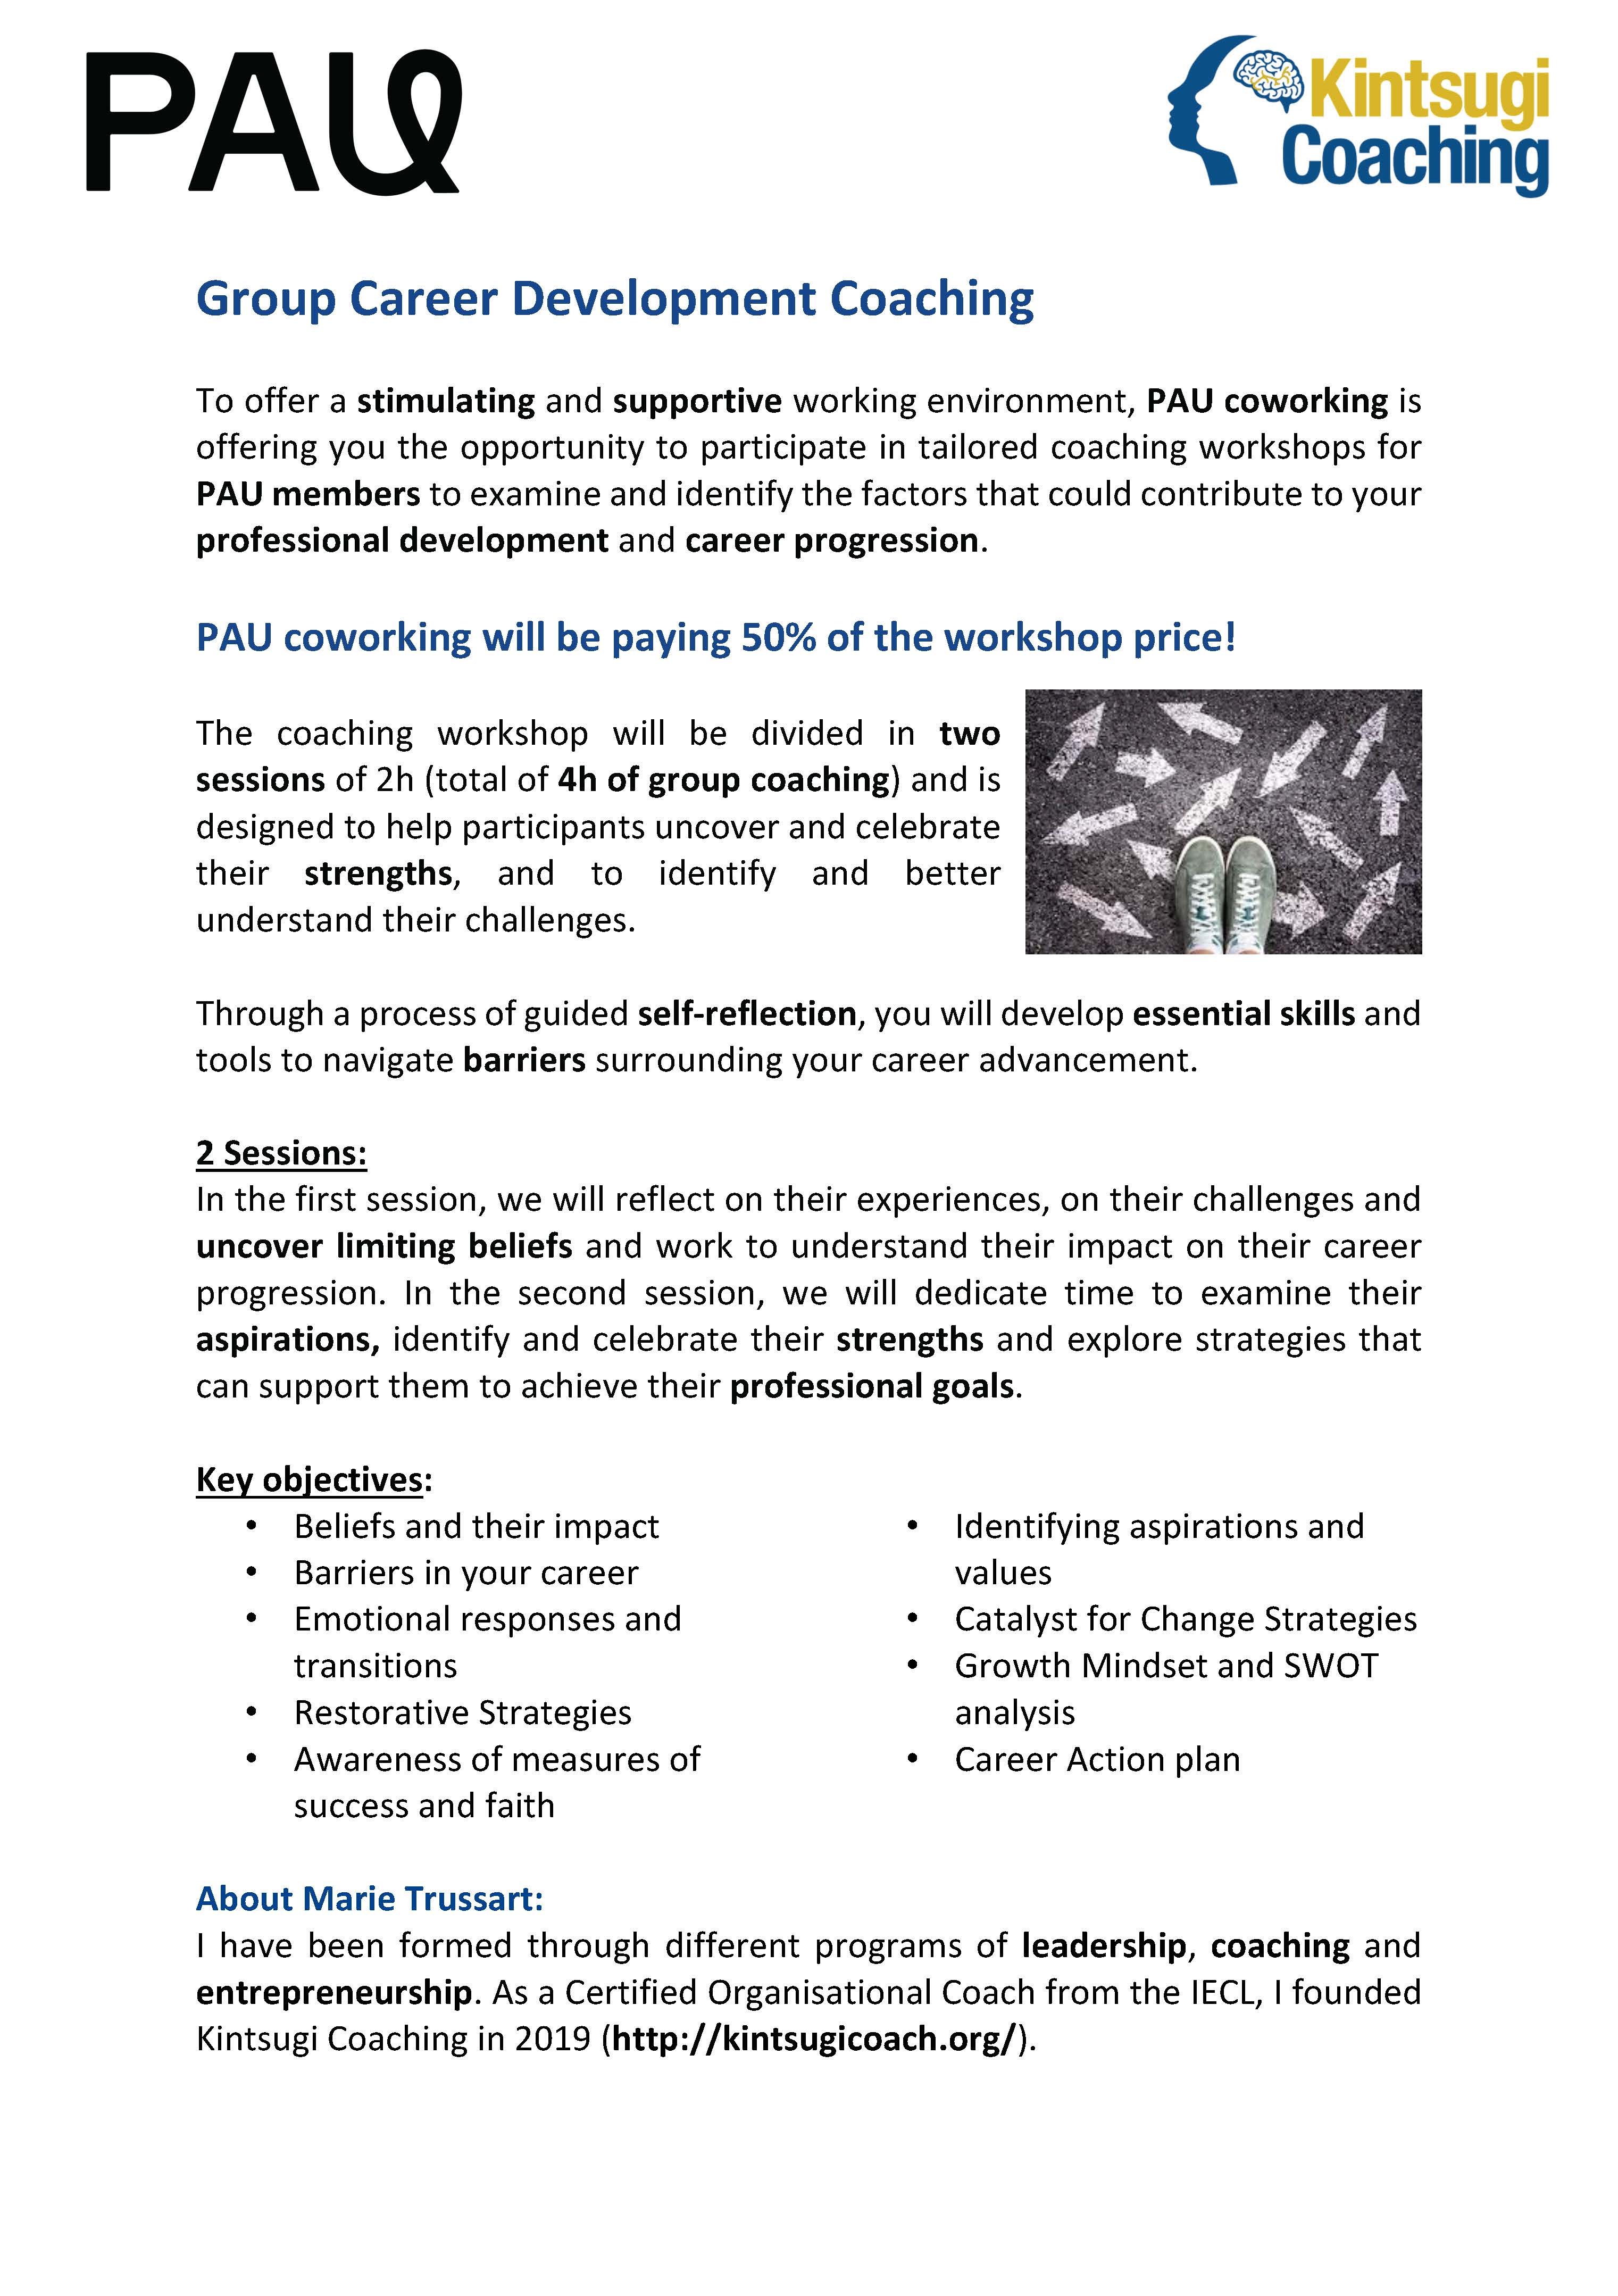 PAU
Kintsugi
Coaching
Group Career Development Coaching
To offer a stimulating and supportive working environment, PAU coworking is
offering you the opportunity to participate in tailored coaching workshops for
PAU members to examine and identify the factors that could contribute to your
professional development and career progression.
PAU coworking will be paying 50% of the workshop price!
The coaching workshop will be divided in two
sessions of 2h (total of 4h of group coaching) and is
designed to help participants uncover and celebrate
their strengths, and to identify and better
understand their challenges.
Through a process of guided self-reflection, you will develop essential skills and
tools to navigate barriers surrounding your career advancement.
2 Sessions:
In the first session, we will reflect on their experiences, on their challenges and
uncover limiting beliefs and work to understand their impact on their career
progression. In the second session, we will dedicate time to examine their
aspirations, identify and celebrate their strengths and explore strategies that
can support them to achieve their professional goals.
Key objectives:
• Beliefs and their impact
• Barriers in your career
• Emotional responses and
transitions
• Restorative Strategies
• Awareness of measures of
success and faith
• Identifying aspirations and
values
• Catalyst for Change Strategies
• Growth Mindset and SWOT
analysis
• Career Action plan
About Marie Trussart:
I have been formed through different programs of leadership, coaching and
entrepreneurship. As a Certified Organisational Coach from the IECL, I founded
Kintsugi Coaching in 2019 (http://kintsugicoach.org/).